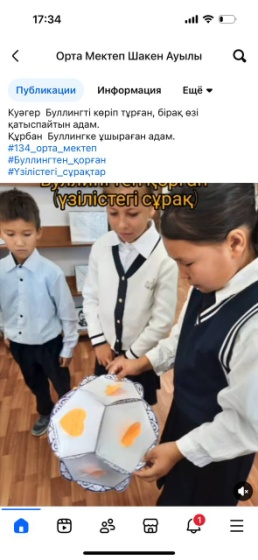 17:34
Орта Мектеп Шакен Ауылы
Публикации Информация Ещё
Куәгер Буллингті көріп тұрған, бірақ өзі
қатыспайтын адам.
Құрбан Буллингке ұшыраған адам.
#134_орта_мектеп
#Буллингтен_қорған
#Үзілістегі_сұрақтар
Буллингтен қорған
(үзілістегі сұрақ)
1